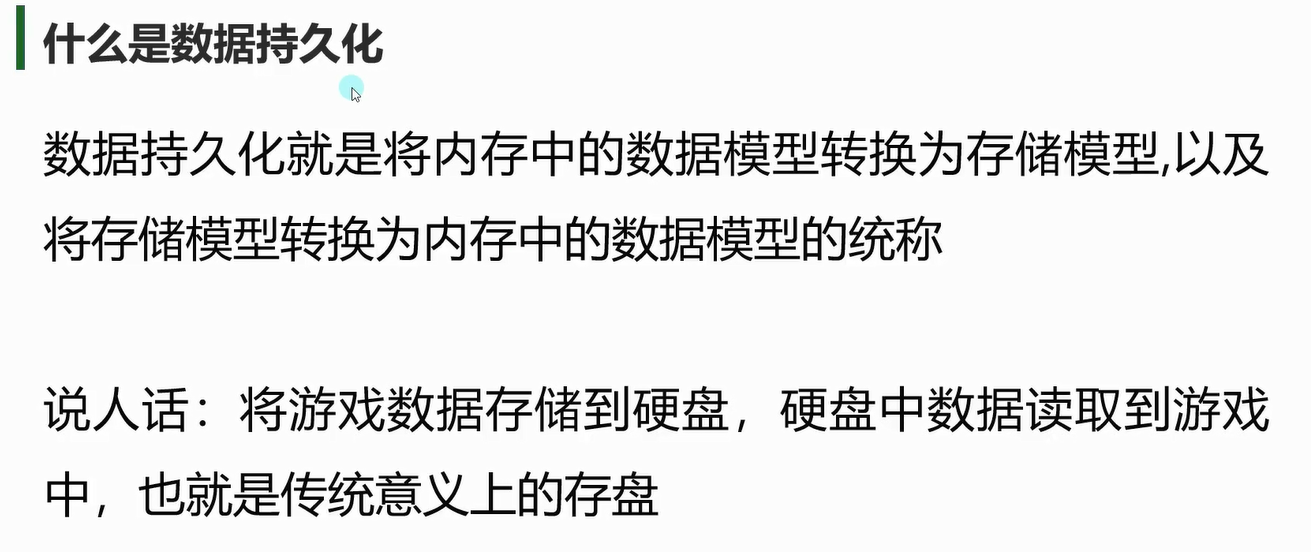 什么是数据持久化
数据持久化就是将内存中的数据模型转换为存储模型,以及
将存储模型转换为内存中的数据模型的统称
说人话：将游戏数据存储到硬盘，硬盘中数据读取到游戏
中，也就是传统意义上的存盘